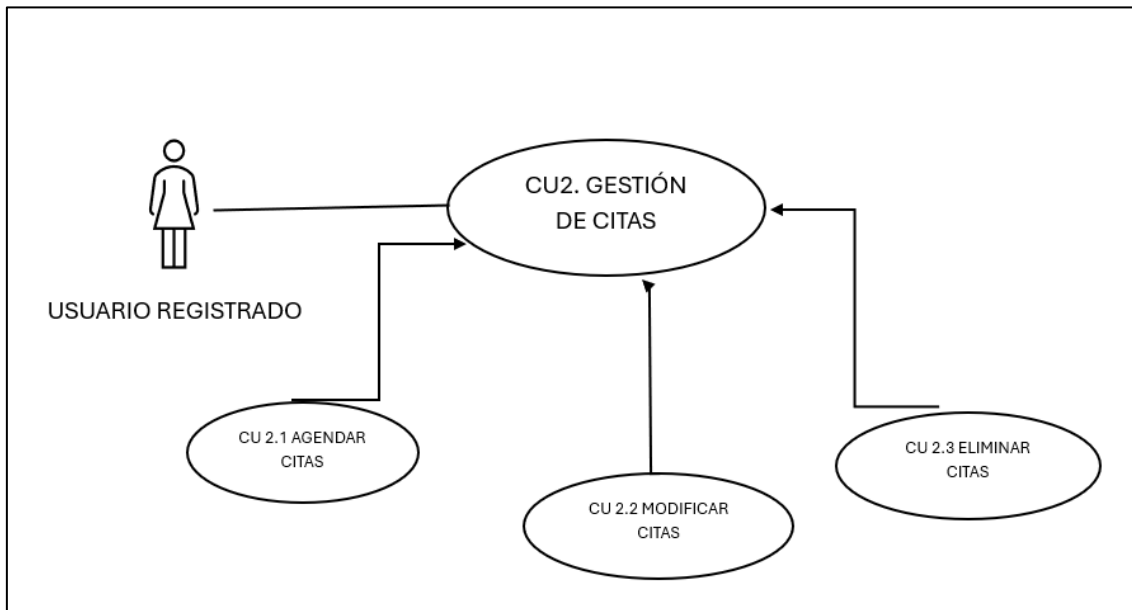 CU2. GESTIÓN
DE CITAS
USUARIO REGISTRADO
CU 2.1 AGENDAR
CITAS
CU 2.2 MODIFICAR
CITAS
CU 2.3 ELIMINAR
CITAS